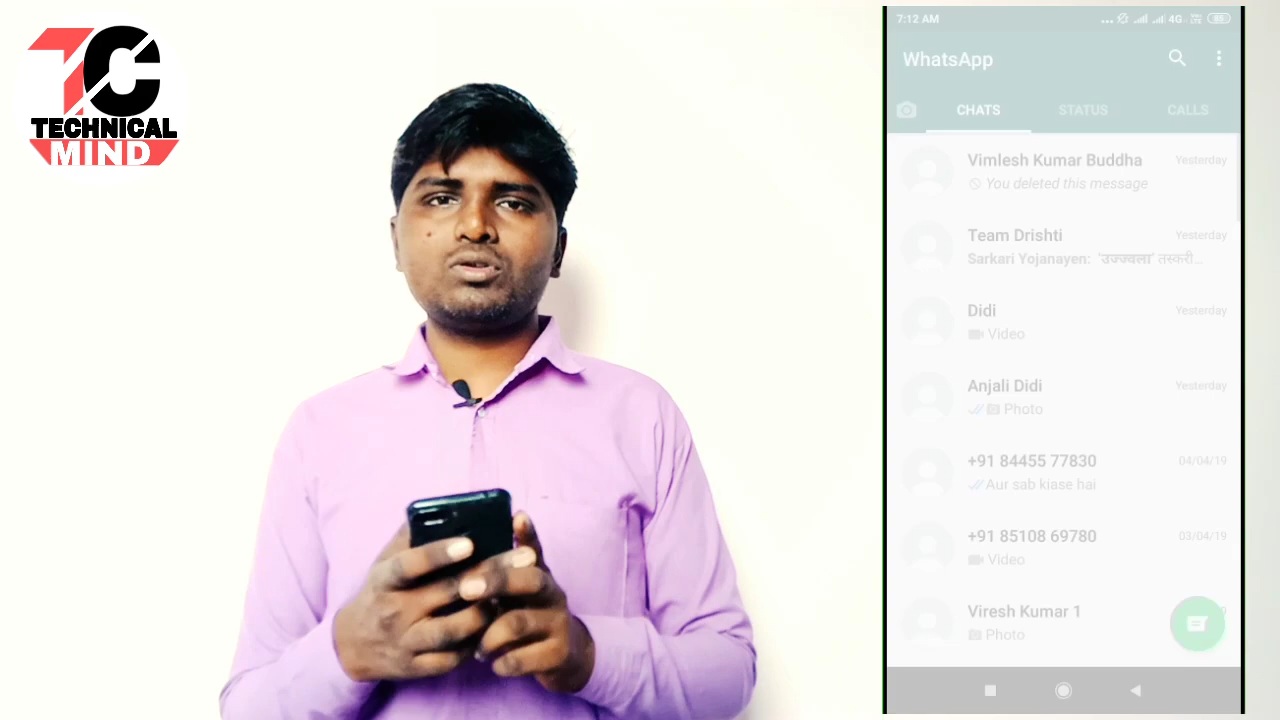 TC
TECHNICAL
MIND
7:12 AM
4G
WhatsApp
CHATS STATUS CALLS
Vimlesh Kumar Buddha Yesterday
You deleted this message
Team Drishti Yesterday
Sarkari Yojanayen: 'उज्ज्वला' तस्करी...
Didi Yesterday
Video
Anjali Didi Yesterday
Photo
+91 84455 77830 04/04/19
Aur sab kiase hai
+91 85108 69780 03/04/19
Video
Viresh Kumar 1
Photo